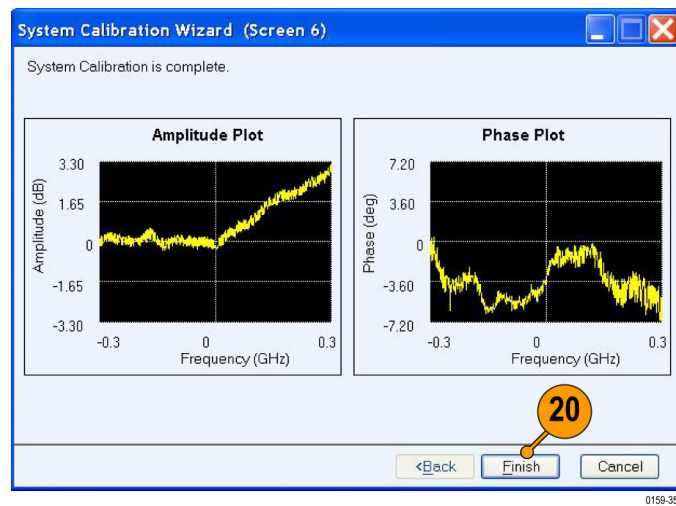 System Calibration Wizard (Screen 6)
System Calibration is complete.
Amplitude Plot
Amplitude (dB)
3.30
1.65
0
-1.65
-3.30
-0.3 0 0.3
Frequency (GHz)
Phase Plot
Phase (deg)
7.20
3.60
0
-3.60
-7.20
-0.3 0 0.3
Frequency (GHz)
20
<Back Finish Cancel
0159-35